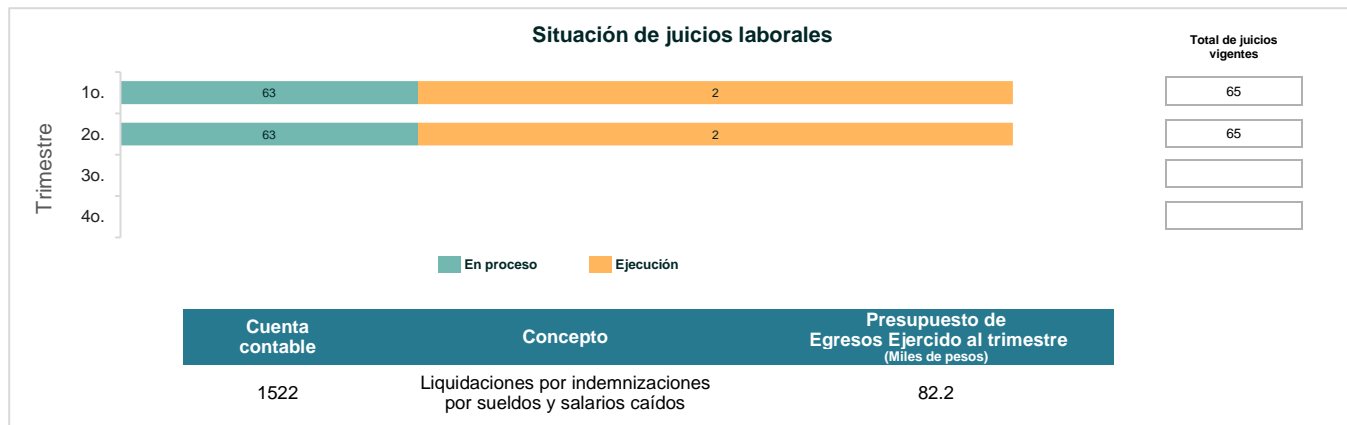 Situación de juicios laborales
Total de juicios
vigentes
Trimestre
1o.
63
2
65
2o.
63
2
65
3o.
4o.
En proceso
Ejecución
Cuenta
contable
Concepto
Presupuesto de
Egresos Ejercido al trimestre
(Miles de pesos)
1522
Liquidaciones por indemnizaciones
por sueldos y salarios caídos
82.2